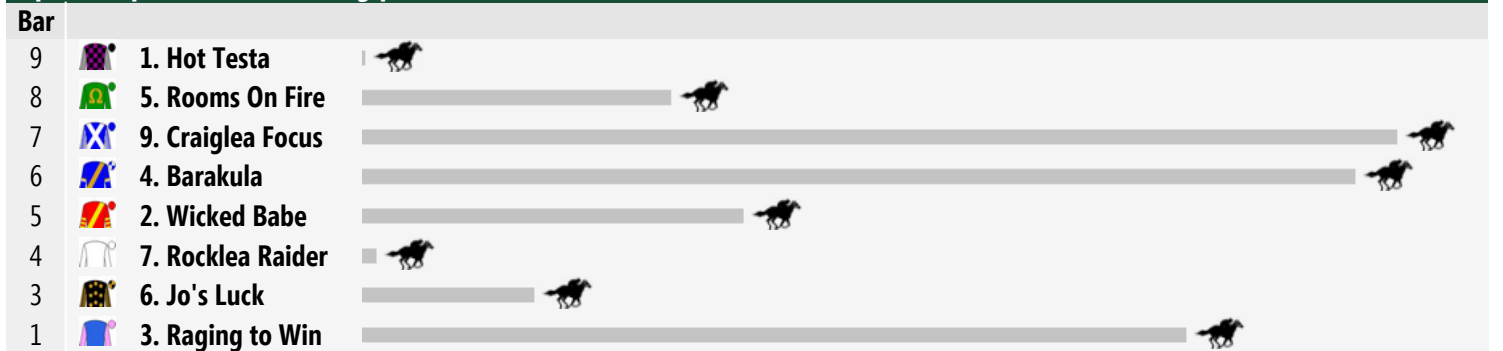 Bar
9 1. Hot Testa
8 Ω 5. Rooms On Fire
7 9. Craiglea Focus
6 4. Barakula
5 2. Wicked Babe
4 7. Rocklea Raider
3 6. Jo's Luck
1 3. Raging to Win